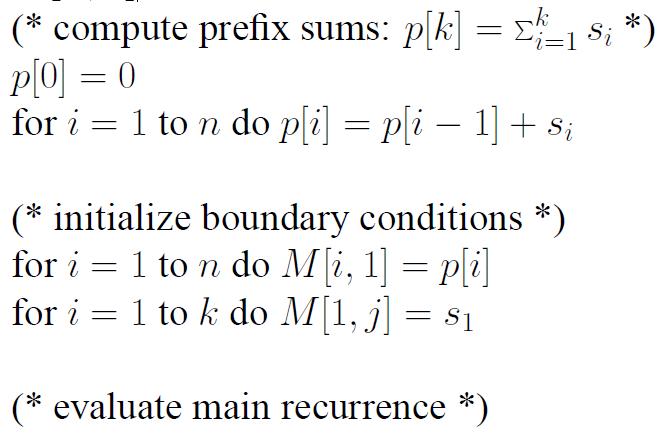 (* compute prefix sums: p[k] = Σ_{i=1}^{k} s_i *)
p[0] = 0
for i = 1 to n do p[i] = p[i − 1] + s_i
(* initialize boundary conditions *)
for i = 1 to n do M[i, 1] = p[i]
for i = 1 to k do M[1, j] = s_1
(* evaluate main recurrence *)